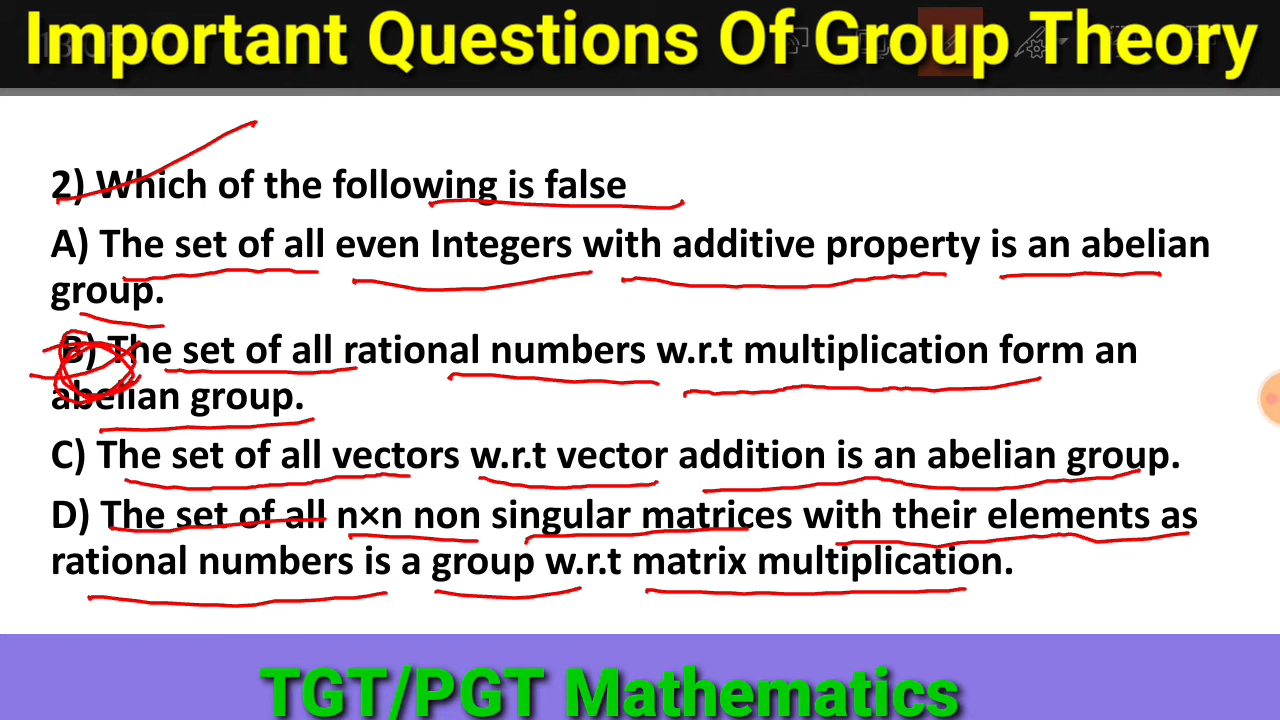 Important Questions Of Group Theory
2) Which of the following is false
A) The set of all even Integers with additive property is an abelian
group.
B) The set of all rational numbers w.r.t multiplication form an
abelian group.
C) The set of all vectors w.r.t vector addition is an abelian group.
D) The set of all n×n non singular matrices with their elements as
rational numbers is a group w.r.t matrix multiplication.
TGT/PGT Mathematics